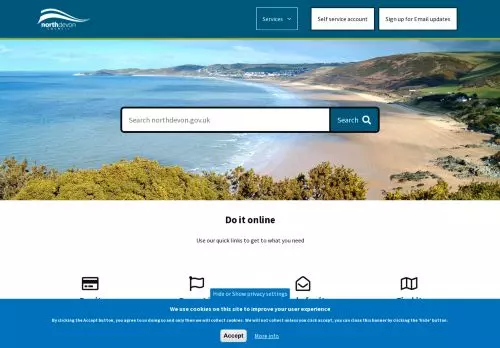 northdevon
Services
Self service account
Sign up for Email updates
Search northdevon.gov.uk
Search
Do it online
Use our quick links to get to what you need
Hide or Show privacy settings
We use cookies on this site to improve your user experience
By clicking the Accept button, you agree to us doing so and only then we will collect cookies. We will not collect unless you click accept, you can close this banner by clicking the 'hide' button.
Accept
More info